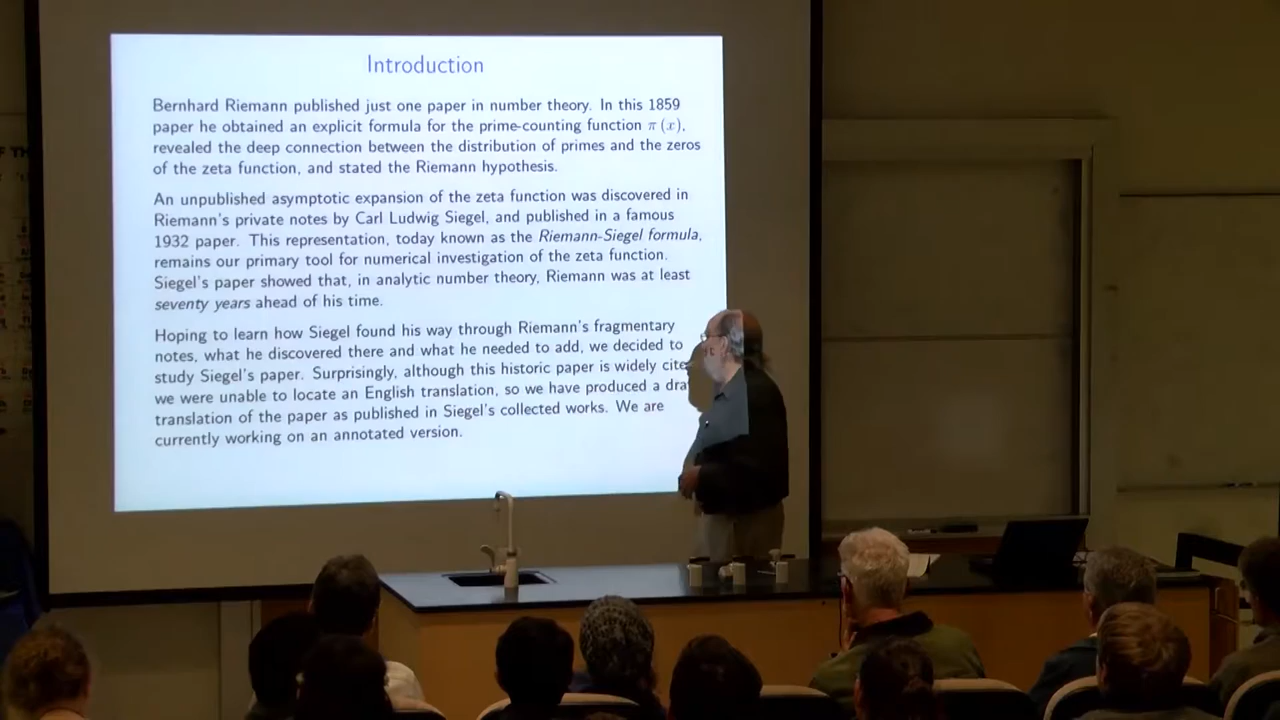 Introduction
Bernhard Riemann published just one paper in number theory. In this 1859
paper he obtained an explicit formula for the prime-counting function π (x),
revealed the deep connection between the distribution of primes and the zeros
of the zeta function, and stated the Riemann hypothesis.
An unpublished asymptotic expansion of the zeta function was discovered in
Riemann's private notes by Carl Ludwig Siegel, and published in a famous
1932 paper. This representation, today known as the Riemann-Siegel formula,
remains our primary tool for numerical investigation of the zeta function.
Siegel's paper showed that, in analytic number theory, Riemann was at least
seventy years ahead of his time.
Hoping to learn how Siegel found his way through Riemann's fragmentary
notes, what he discovered there and what he needed to add, we decided to
study Siegel's paper. Surprisingly, although this historic paper is widely cite
we were unable to locate an English translation, so we have produced a dra
translation of the paper as published in Siegel's collected works. We are
currently working on an annotated version.